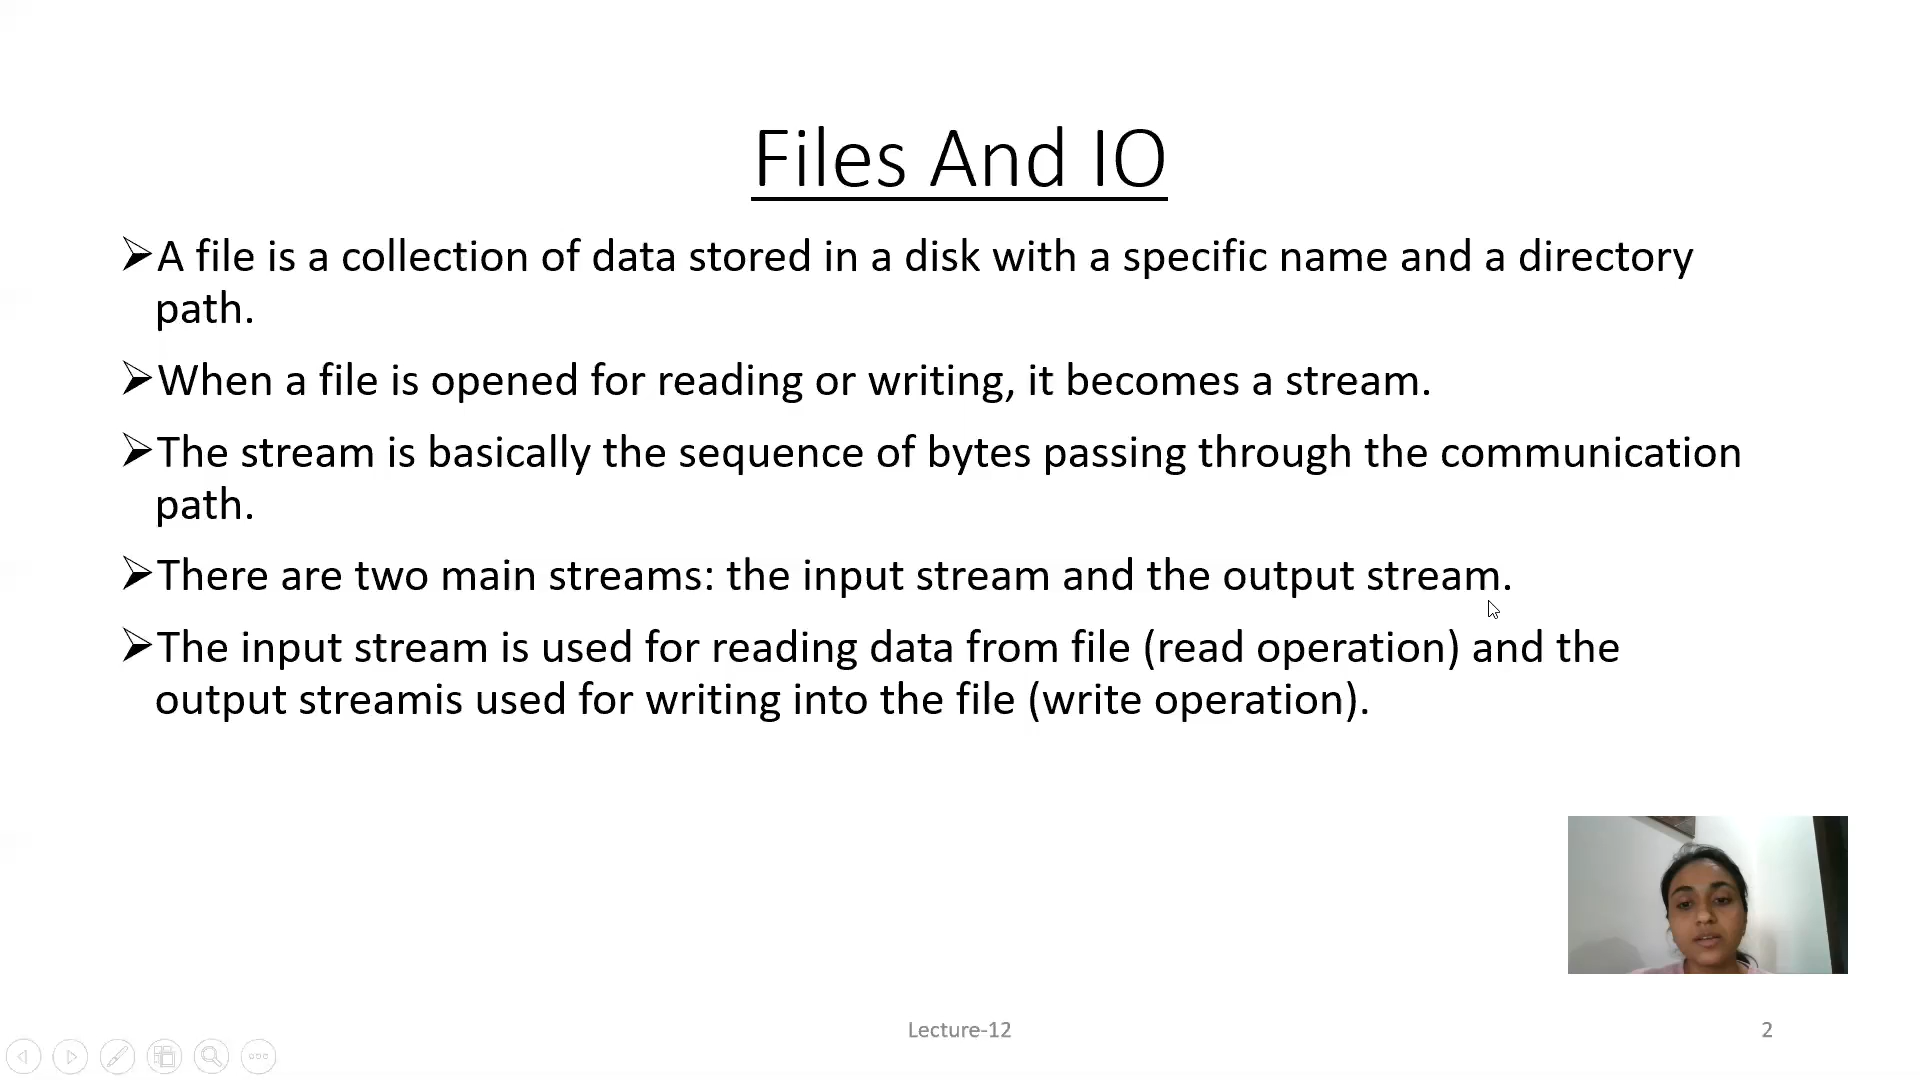 Files And IO
➢A file is a collection of data stored in a disk with a specific name and a directory
path.
➢When a file is opened for reading or writing, it becomes a stream.
➢The stream is basically the sequence of bytes passing through the communication
path.
➢There are two main streams: the input stream and the output stream.
➢The input stream is used for reading data from file (read operation) and the
output streamis used for writing into the file (write operation).
Lecture-12
2